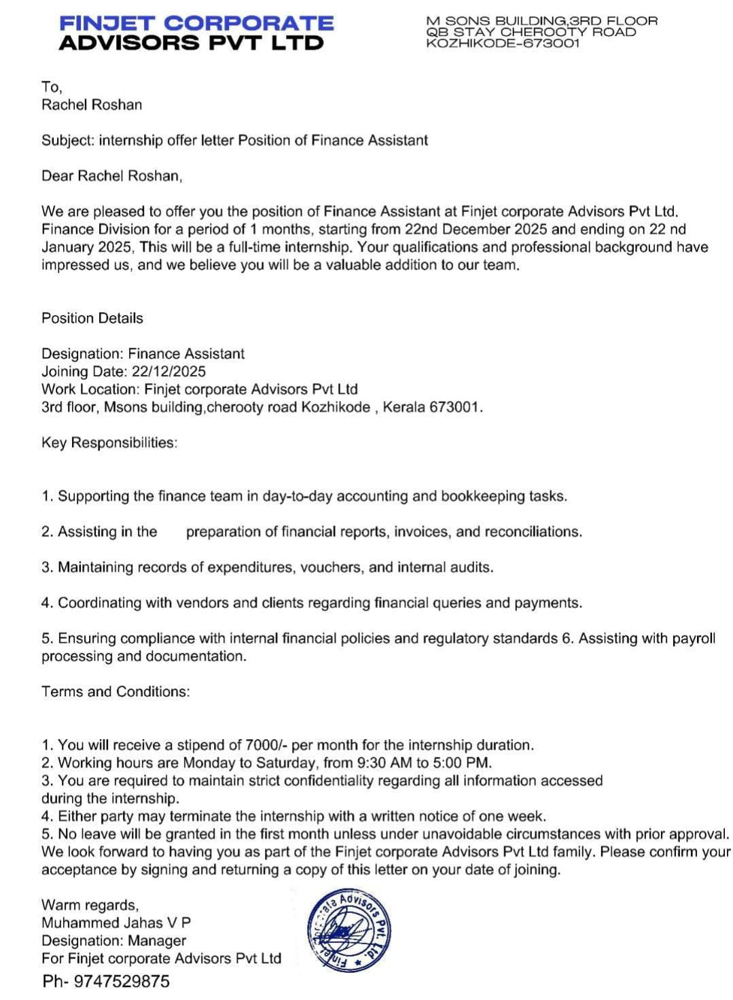 FINJET CORPORATE
ADVISORS PVT LTD
M SONS BUILDING,3RD FLOOR
QB STAY CHEROOTY ROAD
KOZHIKODE-673001
To,
Rachel Roshan
Subject: internship offer letter Position of Finance Assistant
Dear Rachel Roshan,
We are pleased to offer you the position of Finance Assistant at Finjet corporate Advisors Pvt Ltd.
Finance Division for a period of 1 months, starting from 22nd December 2025 and ending on 22 nd
January 2025, This will be a full-time internship. Your qualifications and professional background have
impressed us, and we believe you will be a valuable addition to our team.
Position Details
Designation: Finance Assistant
Joining Date: 22/12/2025
Work Location: Finjet corporate Advisors Pvt Ltd
3rd floor, Msons building,cherooty road Kozhikode , Kerala 673001.
Key Responsibilities:
1. Supporting the finance team in day-to-day accounting and bookkeeping tasks.
2. Assisting in the preparation of financial reports, invoices, and reconciliations.
3. Maintaining records of expenditures, vouchers, and internal audits.
4. Coordinating with vendors and clients regarding financial queries and payments.
5. Ensuring compliance with internal financial policies and regulatory standards 6. Assisting with payroll
processing and documentation.
Terms and Conditions:
1. You will receive a stipend of 7000/- per month for the internship duration.
2. Working hours are Monday to Saturday, from 9:30 AM to 5:00 PM.
3. You are required to maintain strict confidentiality regarding all information accessed
during the internship.
4. Either party may terminate the internship with a written notice of one week.
5. No leave will be granted in the first month unless under unavoidable circumstances with prior approval.
We look forward to having you as part of the Finjet corporate Advisors Pvt Ltd family. Please confirm your
acceptance by signing and returning a copy of this letter on your date of joining.
Warm regards,
Muhammed Jahas V P
Designation: Manager
For Finjet corporate Advisors Pvt Ltd
Ph- 9747529875
Advisors Pvt. Ltd.